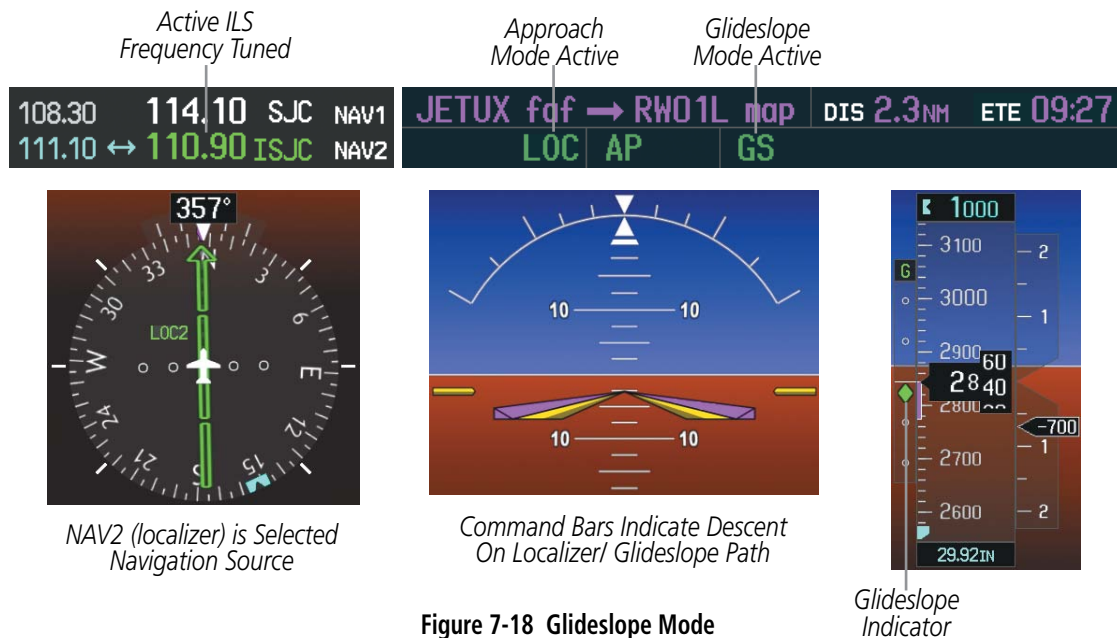 Active ILS
Frequency Tuned
Approach
Mode Active
Glideslope
Mode Active
108.30 114.10 SJC NAV1
111.10 ↔ 110.90 ISJC NAV2
JETUX faf → RW01L map DIS 2.3NM ETE 09:27
LOC AP GS
357°
33 3
30 6
LOC2
W E
24 12
21 S 15
10 10
10 10
1000
3100
G
3000
2900
60
2840
2800
2700
2600
29.92IN
2
1
-700
1
2
NAV2 (localizer) is Selected
Navigation Source
Command Bars Indicate Descent
On Localizer/ Glideslope Path
Glideslope
Indicator
Figure 7-18 Glideslope Mode